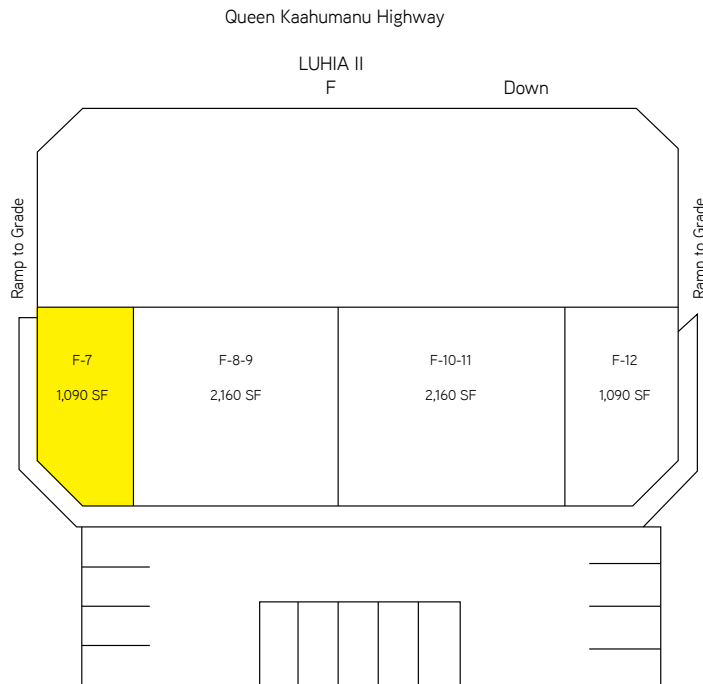 Queen Kaahumanu Highway
LUHIA II
F Down
Ramp to Grade
Ramp to Grade
F-7
1,090 SF
F-8-9
2,160 SF
F-10-11
2,160 SF
F-12
1,090 SF